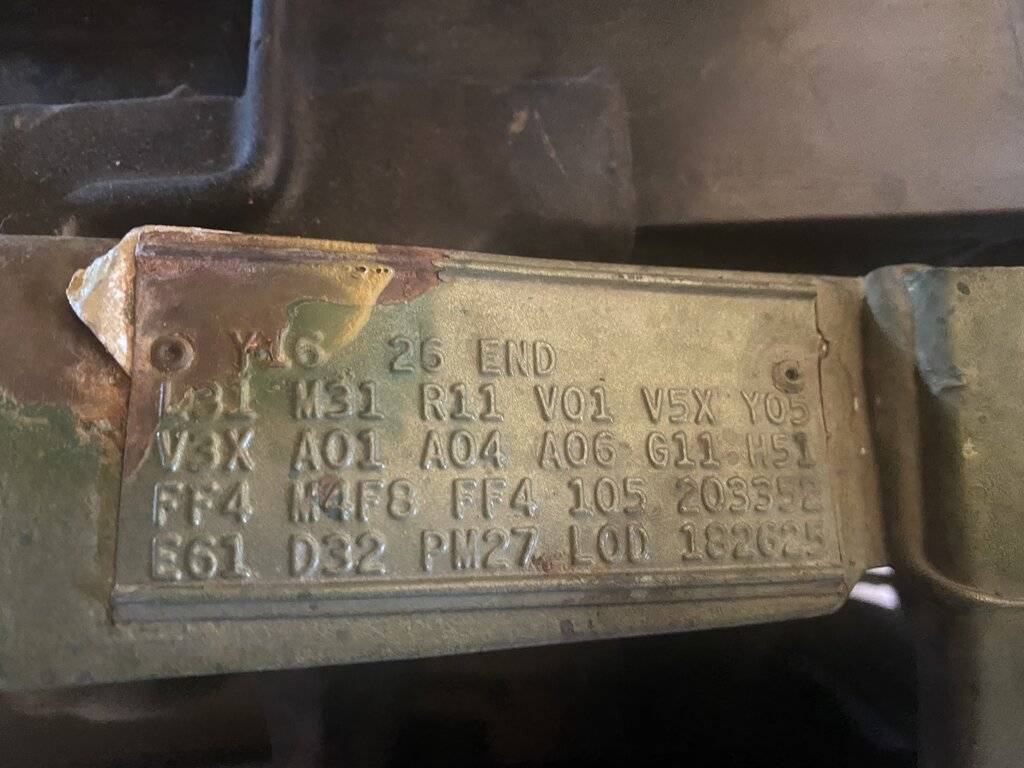 Y16 26 END
L31 M31 R11 V01 V5X Y05
V3X A01 A04 A06 G11 H51
FF4 M4F8 FF4 105 203352
E61 D32 PM27 LOD 182625